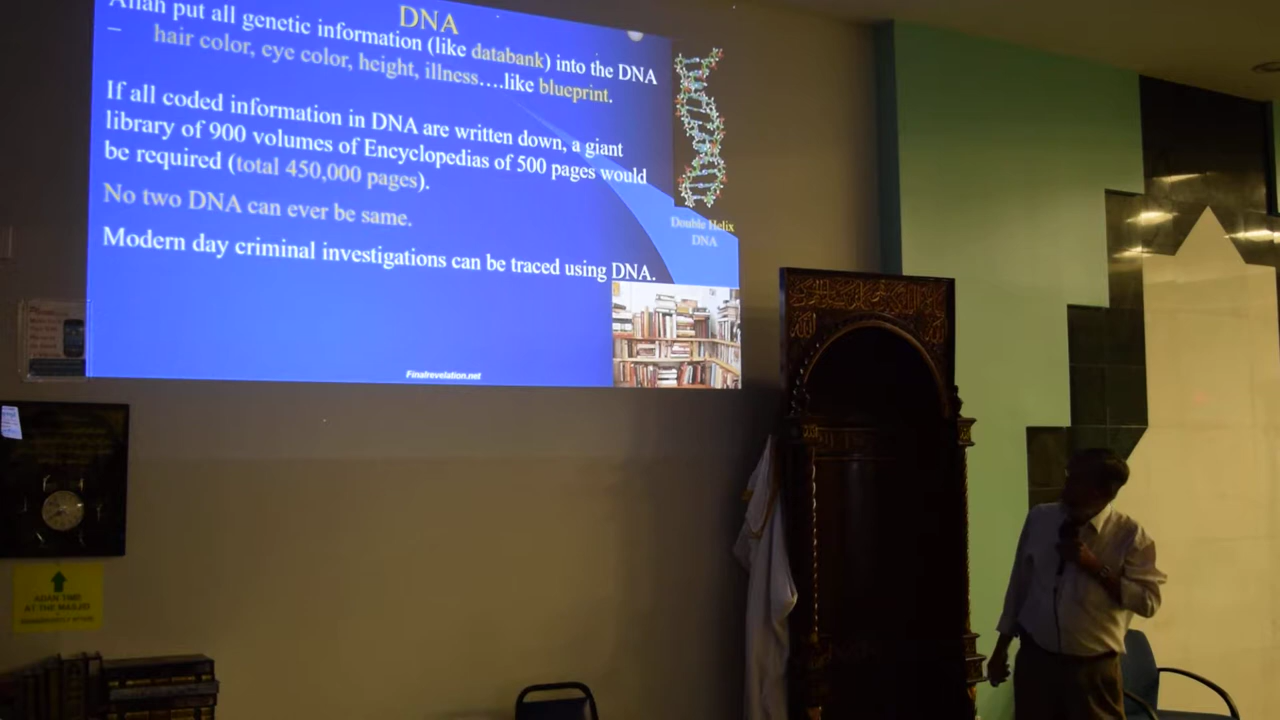 DNA
Allah put all genetic information (like databank) into the DNA
– hair color, eye color, height, illness….like blueprint.
If all coded information in DNA are written down, a giant
library of 900 volumes of Encyclopedias of 500 pages would
be required (total 450,000 pages).
No two DNA can ever be same.
Modern day criminal investigations can be traced using DNA.
Double Helix
DNA
Finalrevelation.net
ADAN TIME
AT THE MASJID